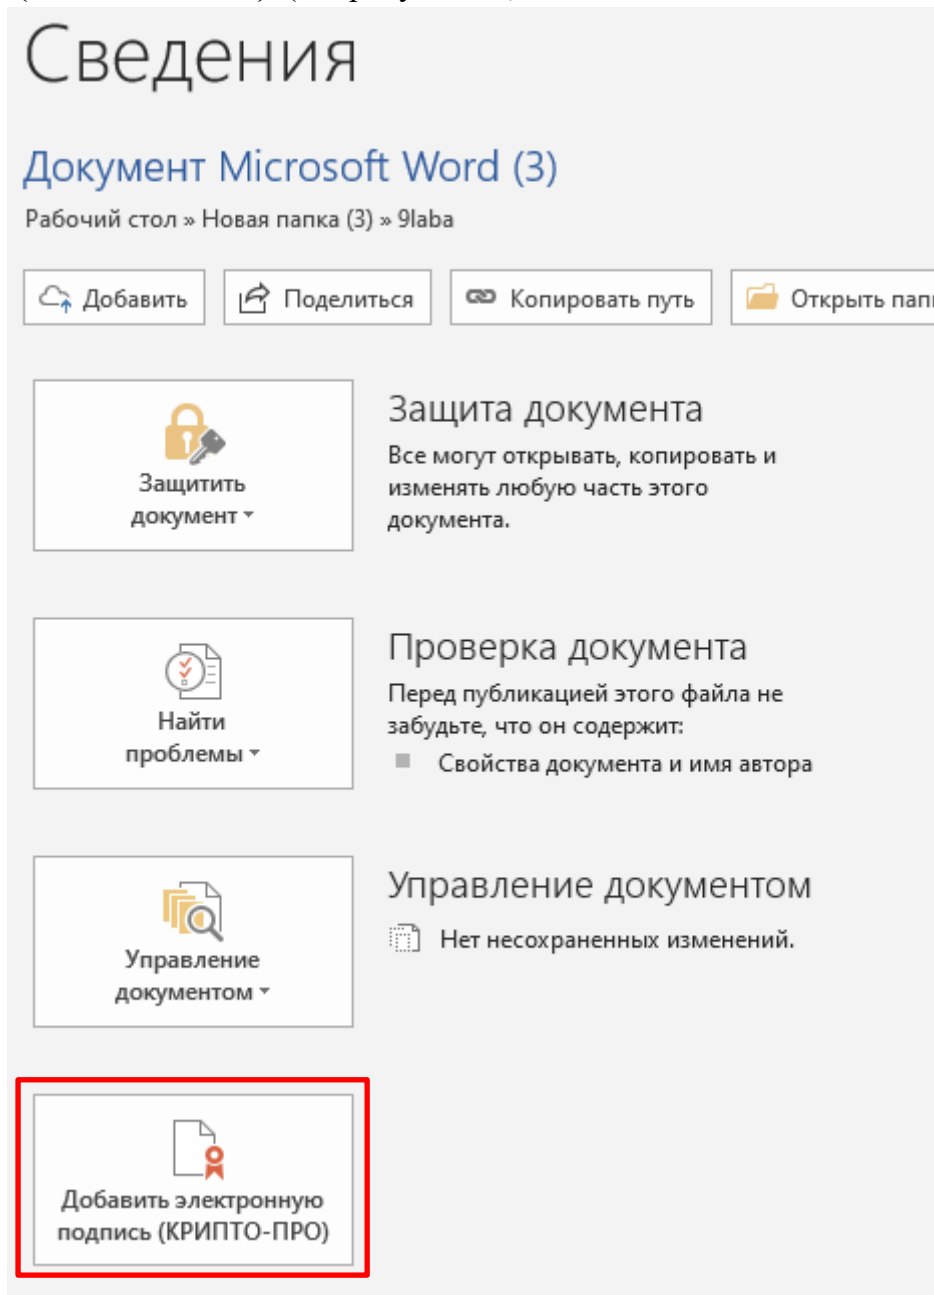 Сведения
Документ Microsoft Word (3)
Рабочий стол » Новая папка (3) » 9laba
Добавить
Поделиться
Копировать путь
Открыть
Защитить
документ
Защита документа
Все могут открывать, копировать и
изменять любую часть этого
документа.
Найти
проблемы
Проверка документа
Перед публикацией этого файла не
забудьте, что он содержит:
Свойства документа и имя автора
Управление
документом
Управление документом
Нет несохраненных изменений.
Добавить электронную
подпись (КРИПТО-ПРО)